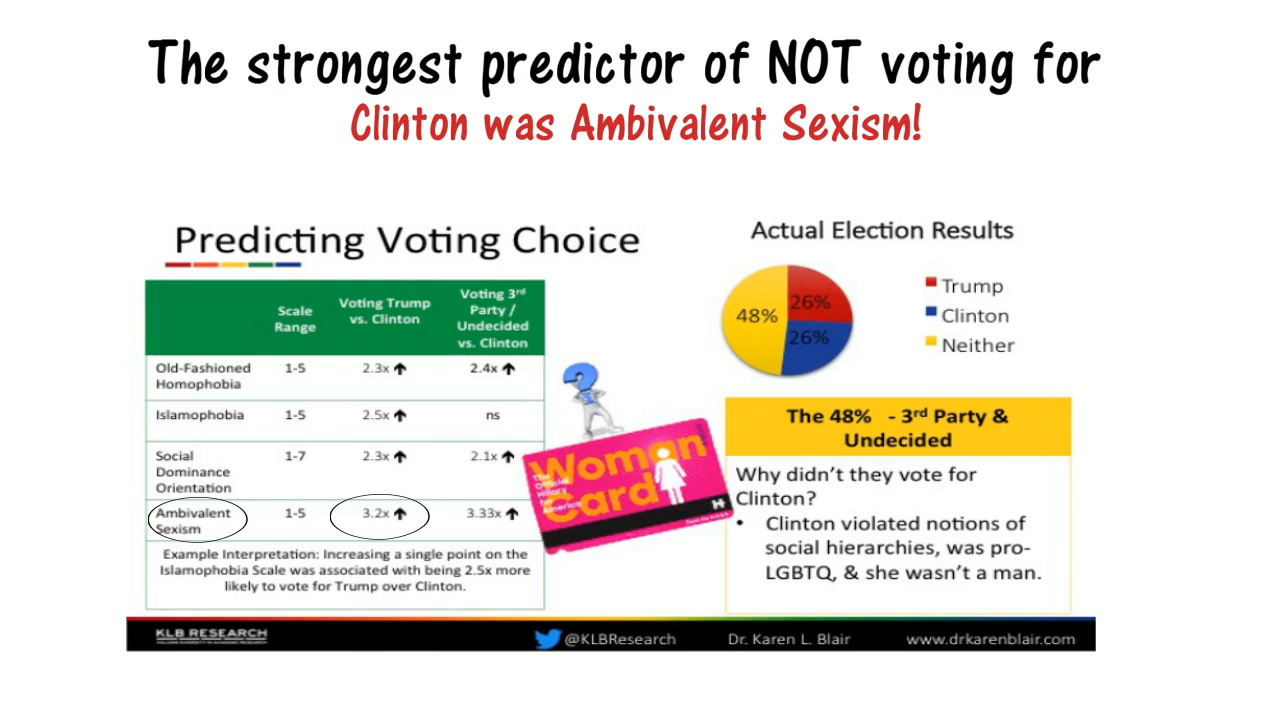 The strongest predictor of NOT voting for
Clinton was Ambivalent Sexism!
Predicting Voting Choice
Scale
Range
Voting Trump
vs. Clinton
Voting 3rd
Party /
Undecided
vs. Clinton
Old-Fashioned
Homophobia
1-5
2.3x ↑
2.4x ↑
Islamophobia
1-5
2.5x ↑
ns
Social
Dominance
Orientation
1-7
2.3x ↑
2.1x ↑
Ambivalent
Sexism
1-5
3.2x ↑
3.33x ↑
Example Interpretation: Increasing a single point on the
Islamophobia Scale was associated with being 2.5x more
likely to vote for Trump over Clinton.
?
The
Official
Hillary
for
America
Woman
Card
H
Actual Election Results
48%
26%
26%
Trump
Clinton
Neither
The 48% - 3rd Party &
Undecided
Why didn't they vote for
Clinton?
• Clinton violated notions of
social hierarchies, was pro-
LGBTQ, & she wasn't a man.
KLB RESEARCH
@KLBResearch
Dr. Karen L. Blair
www.drkarenblair.com